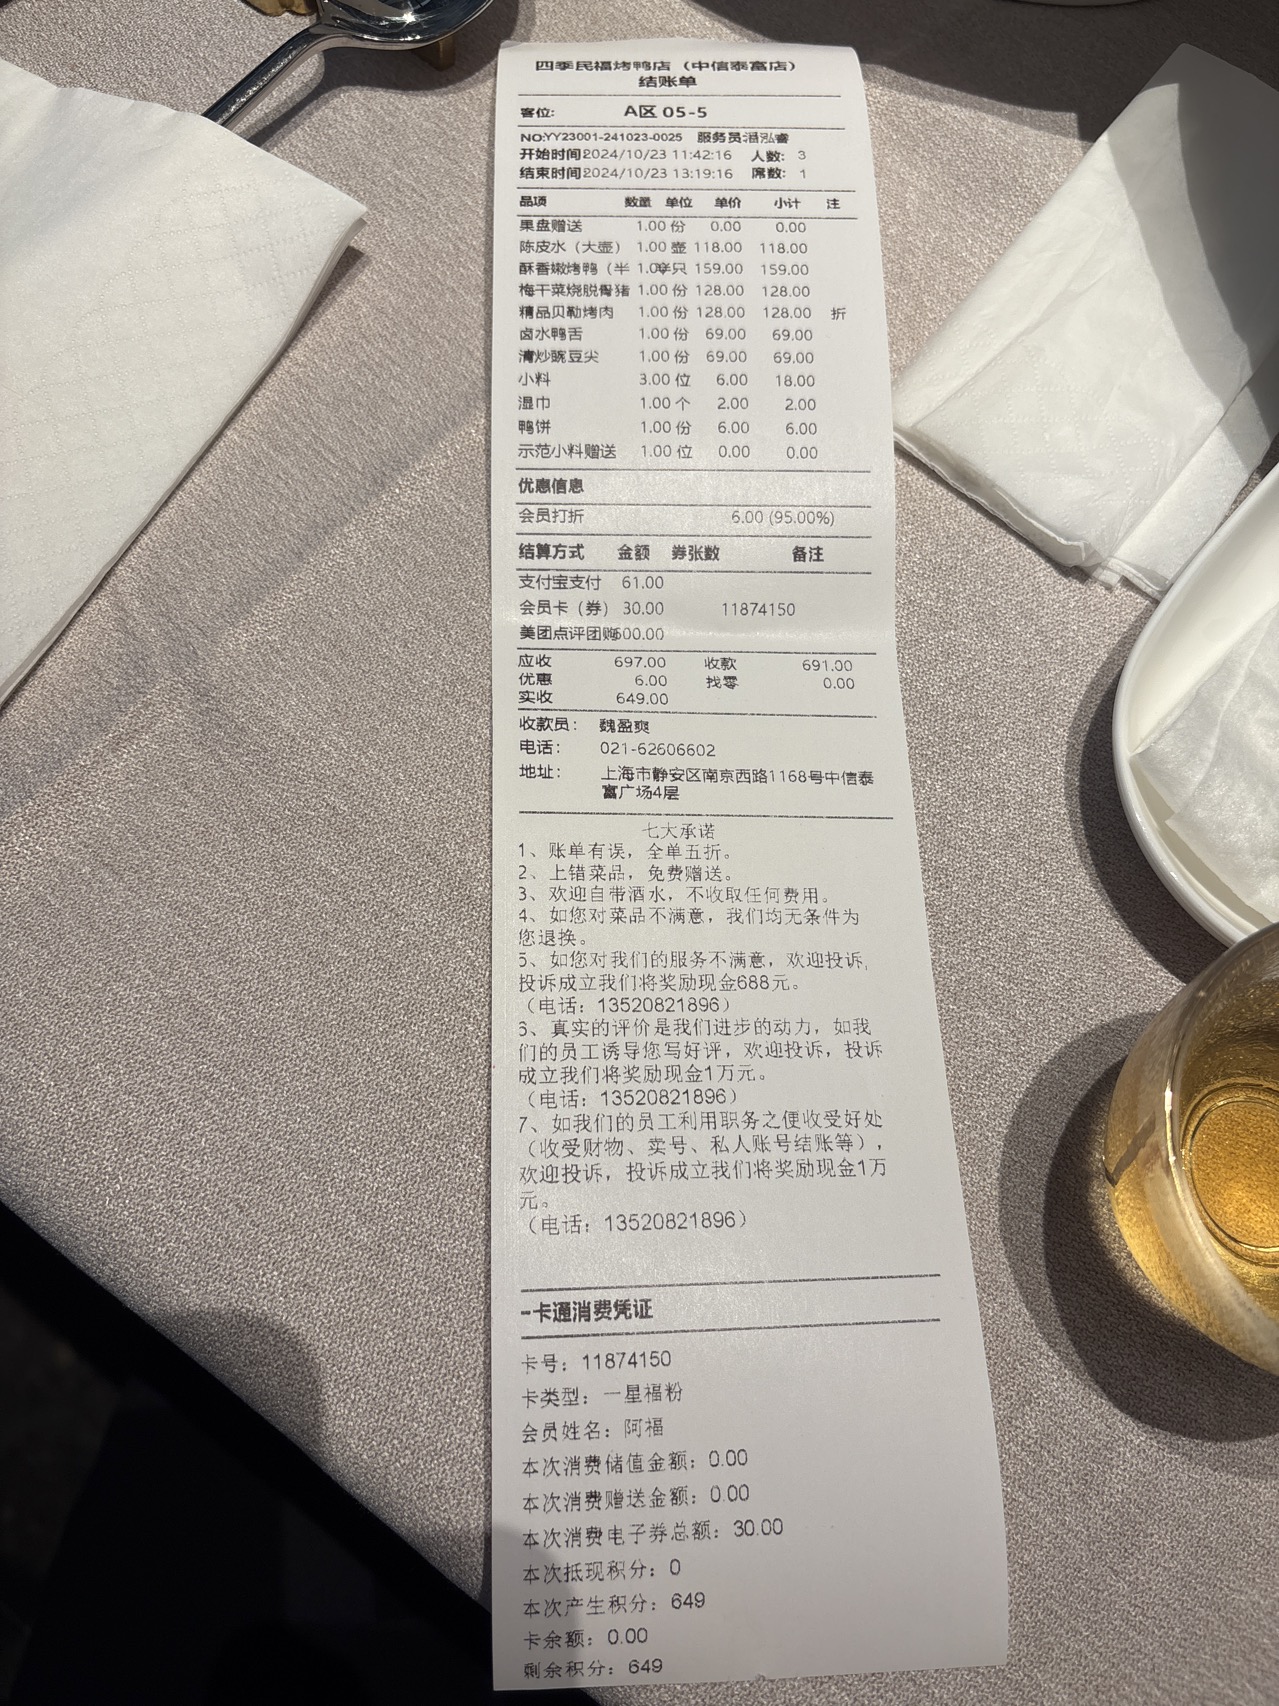 四季民福烤鸭店（中信泰富店）
结账单
客位: A区 05-5
NO:YY23001-241023-0025 服务员:潘泓睿
开始时间2024/10/23 11:42:16 人数: 3
结束时间2024/10/23 13:19:16 席数: 1
品项 数量 单位 单价 小计 注
果盘赠送 1.00 份 0.00 0.00
陈皮水（大壶） 1.00 壶 118.00 118.00
酥香嫩烤鸭（半 1.00半只 159.00 159.00
梅干菜烧脱骨猪 1.00 份 128.00 128.00
精品贝勒烤肉 1.00 份 128.00 128.00 折
卤水鸭舌 1.00 份 69.00 69.00
清炒豌豆尖 1.00 份 69.00 69.00
小料 3.00 位 6.00 18.00
湿巾 1.00 个 2.00 2.00
鸭饼 1.00 份 6.00 6.00
示范小料赠送 1.00 位 0.00 0.00
优惠信息
会员打折 6.00 (95.00%)
结算方式 金额 券张数 备注
支付宝支付 61.00
会员卡（券） 30.00 11874150
美团点评团购600.00
应收 697.00 收款 691.00
优惠 6.00 找零 0.00
实收 649.00
收款员: 魏盈爽
电话: 021-62606602
地址: 上海市静安区南京西路1168号中信泰
富广场4层
七大承诺
1、账单有误，全单五折。
2、上错菜品，免费赠送。
3、欢迎自带酒水，不收取任何费用。
4、如您对菜品不满意，我们均无条件为
您退换。
5、如您对我们的服务不满意，欢迎投诉，
投诉成立我们将奖励现金688元。
（电话：13520821896）
6、真实的评价是我们进步的动力，如我
们的员工诱导您写好评，欢迎投诉，投诉
成立我们将奖励现金1万元。
（电话：13520821896）
7、如我们的员工利用职务之便收受好处
（收受财物、卖号、私人账号结账等），
欢迎投诉，投诉成立我们将奖励现金1万
元。
（电话：13520821896）
一卡通消费凭证
卡号：11874150
卡类型：一星福粉
会员姓名：阿福
本次消费储值金额：0.00
本次消费赠送金额：0.00
本次消费电子券总额：30.00
本次抵现积分：0
本次产生积分：649
卡余额：0.00
剩余积分：649